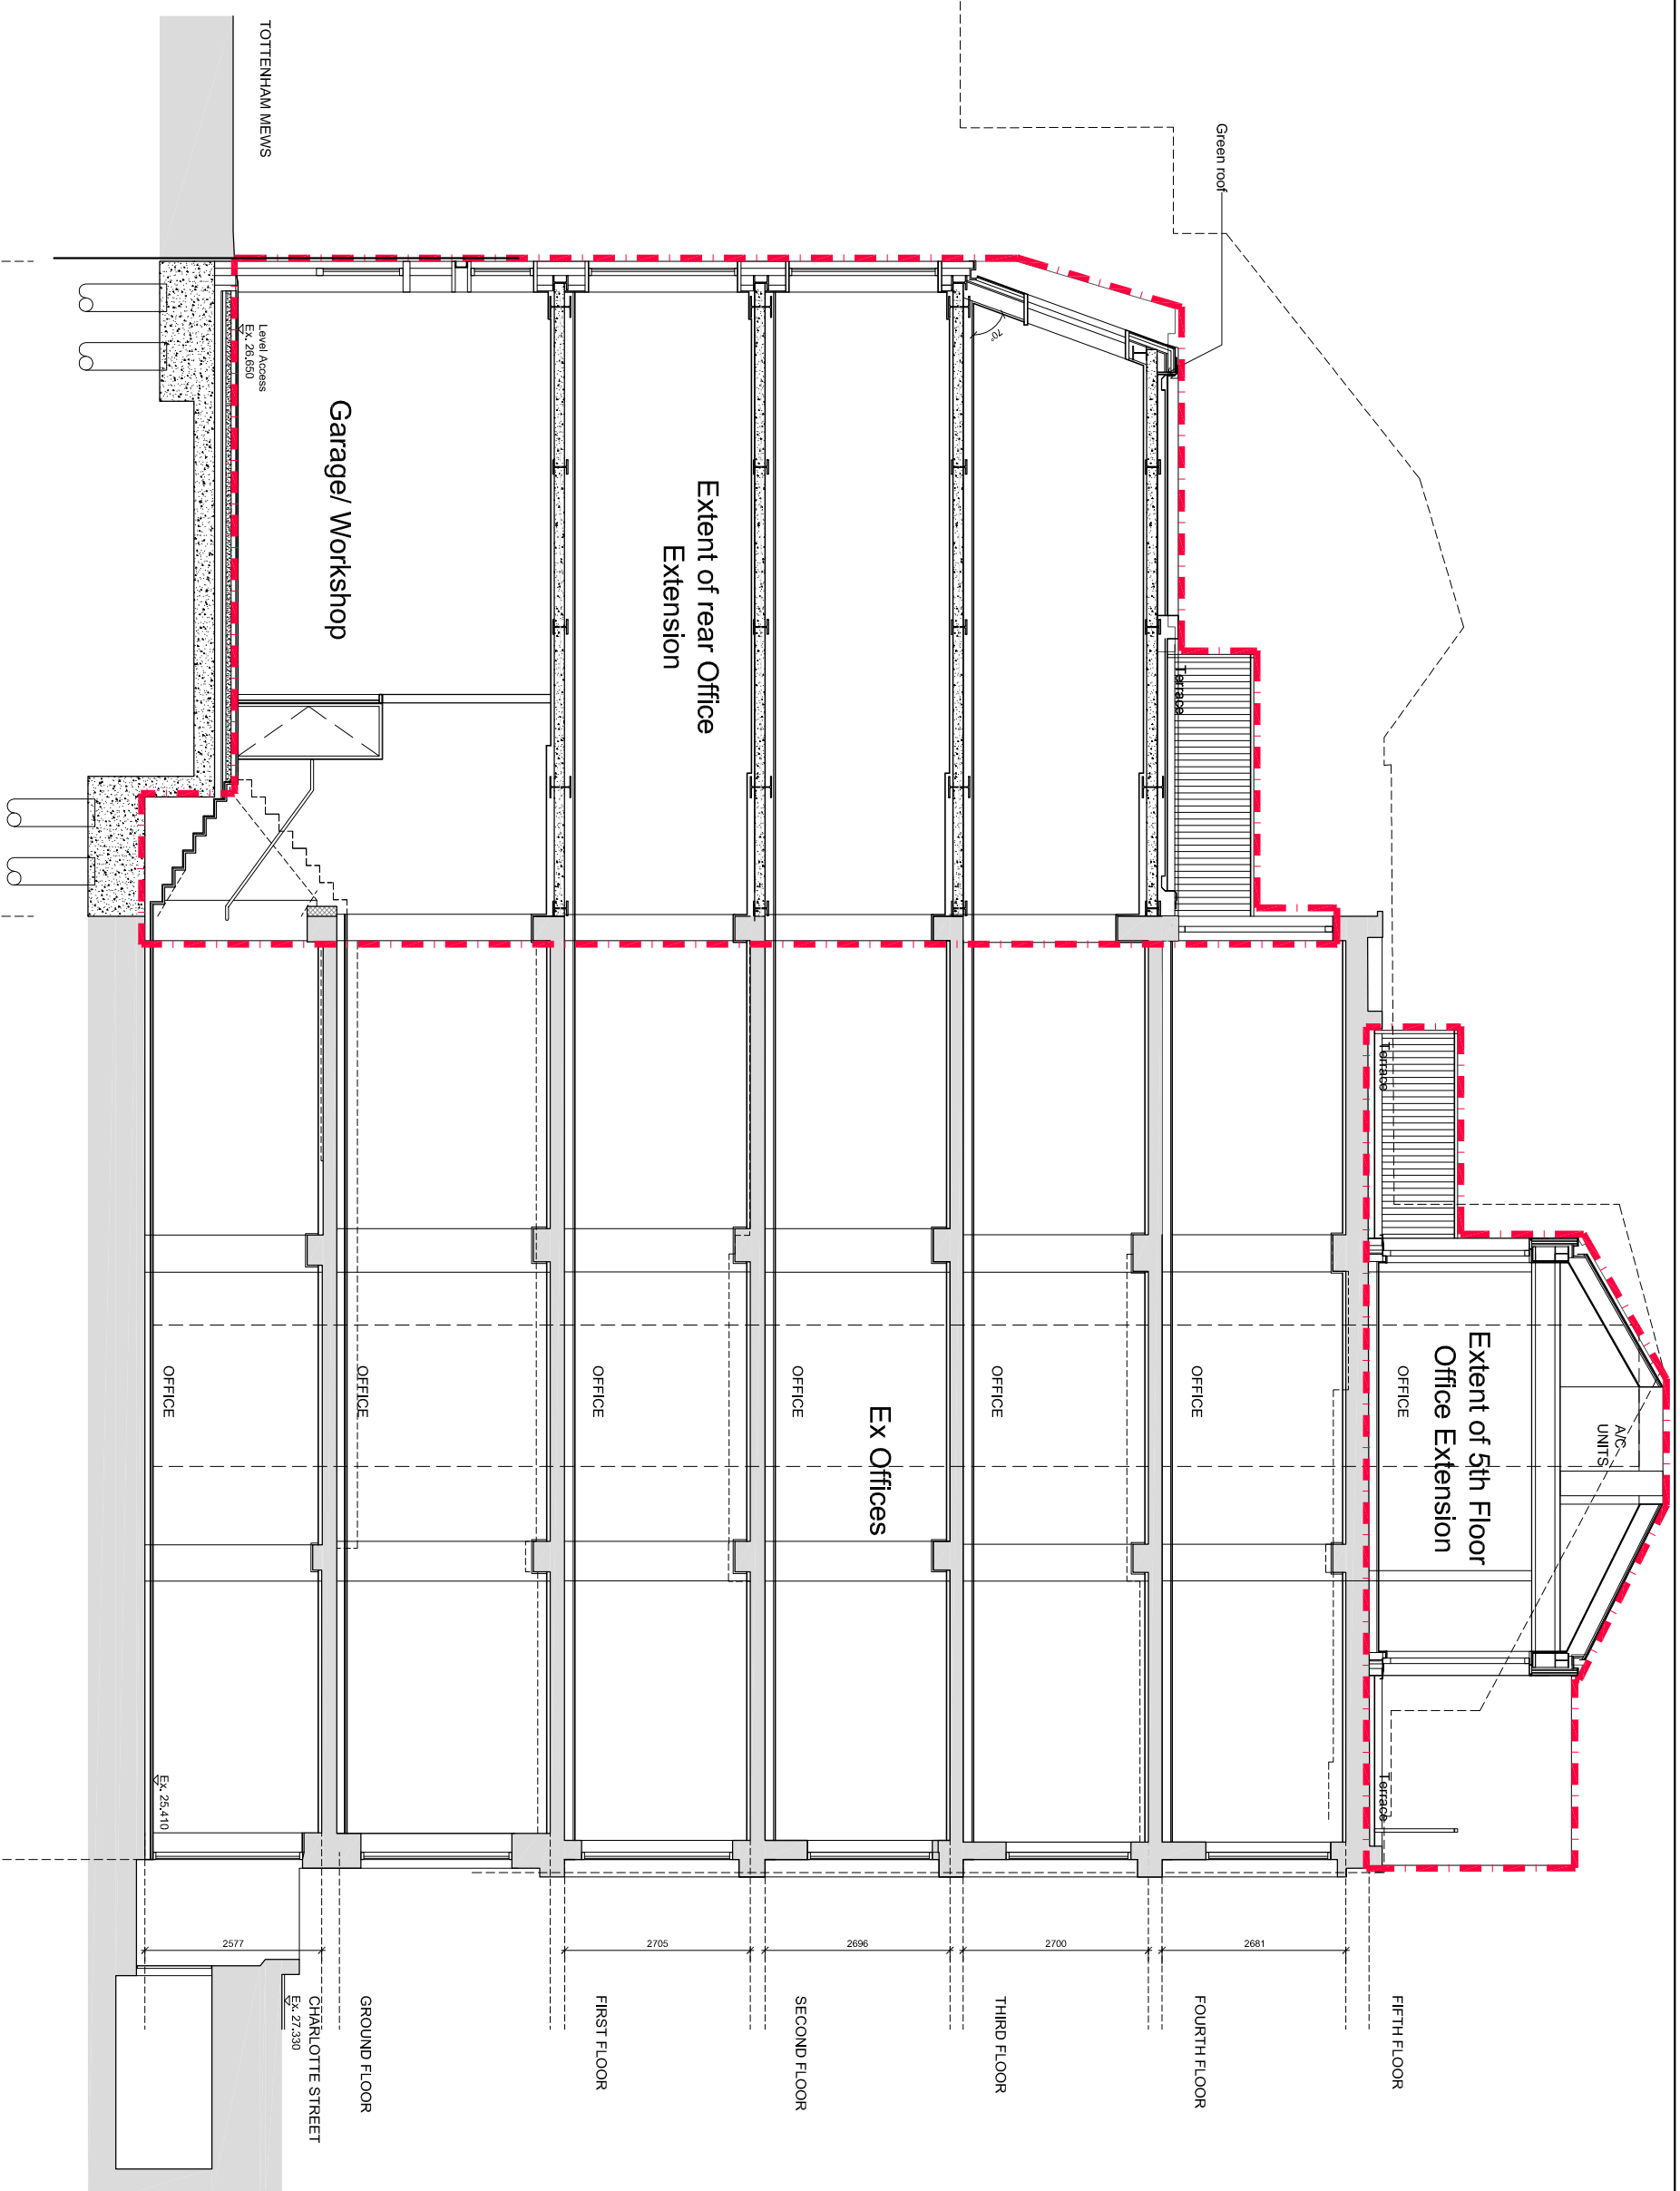 A/C
UNITS
Extent of 5th Floor
Office Extension
OFFICE
Terrace
Terrace
FIFTH FLOOR
Green roof
Terrace
OFFICE
2681
FOURTH FLOOR
70°
OFFICE
2700
THIRD FLOOR
Ex Offices
OFFICE
2696
SECOND FLOOR
Extent of rear Office
Extension
OFFICE
2705
FIRST FLOOR
Garage/ Workshop
OFFICE
GROUND FLOOR
TOTTENHAM MEWS
Level Access
Ex. 26.650
CHARLOTTE STREET
Ex. 27.330
2577
OFFICE
Ex. 25.410